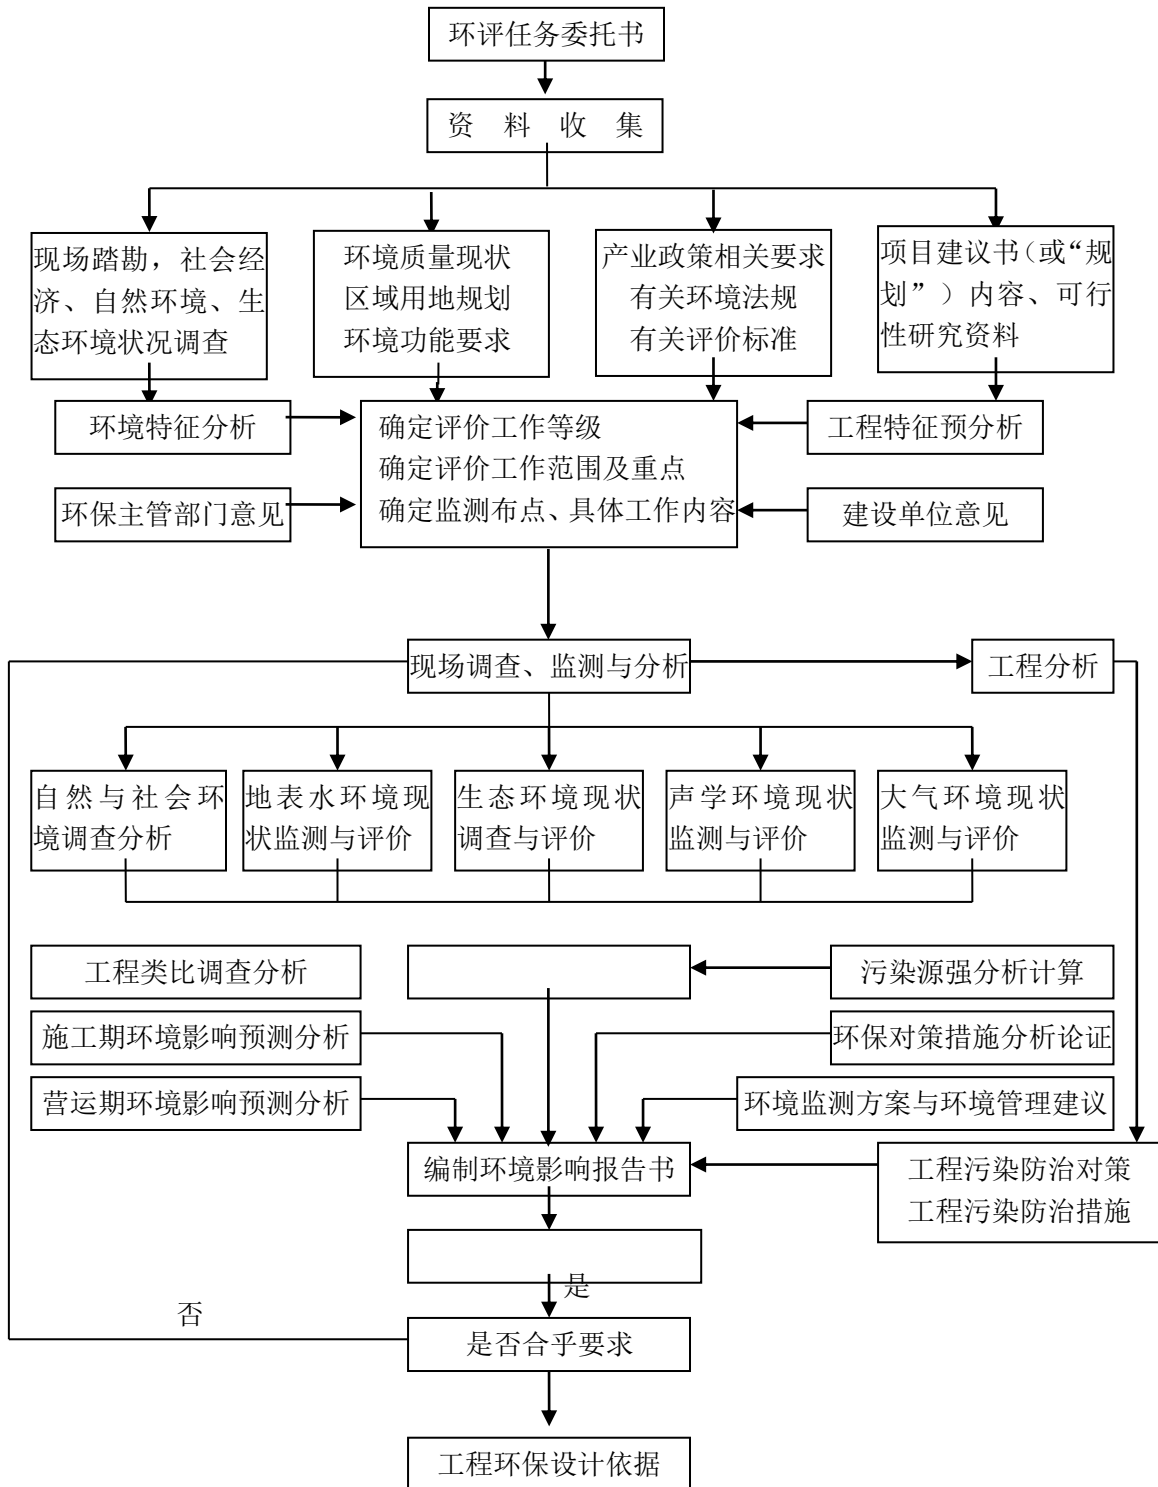 环评任务委托书
资料收集
现场踏勘，社会经
济、自然环境、生
态环境状况调查
环境质量现状
区域用地规划
环境功能要求
产业政策相关要求
有关环境法规
有关评价标准
项目建议书（或“规
划”）内容、可行
性研究资料
环境特征分析
确定评价工作等级
确定评价工作范围及重点
确定监测布点、具体工作内容
工程特征预分析
环保主管部门意见
建设单位意见
现场调查、监测与分析
工程分析
自然与社会环
境调查分析
地表水环境现
状监测与评价
生态环境现状
调查与评价
声学环境现状
监测与评价
大气环境现状
监测与评价
工程类比调查分析
污染源强分析计算
施工期环境影响预测分析
环保对策措施分析论证
营运期环境影响预测分析
环境监测方案与环境管理建议
编制环境影响报告书
工程污染防治对策
工程污染防治措施
是
否
是否合乎要求
工程环保设计依据